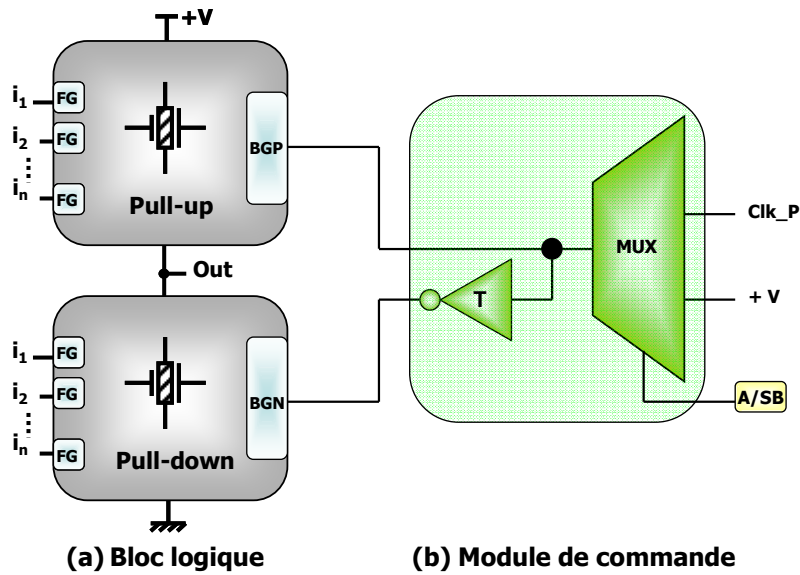 +V
i1
FG
i2
FG
in
FG
BGP
Pull-up
Out
i1
FG
i2
FG
in
FG
BGN
Pull-down
T
MUX
Clk_P
+ V
A/SB
(a) Bloc logique
(b) Module de commande